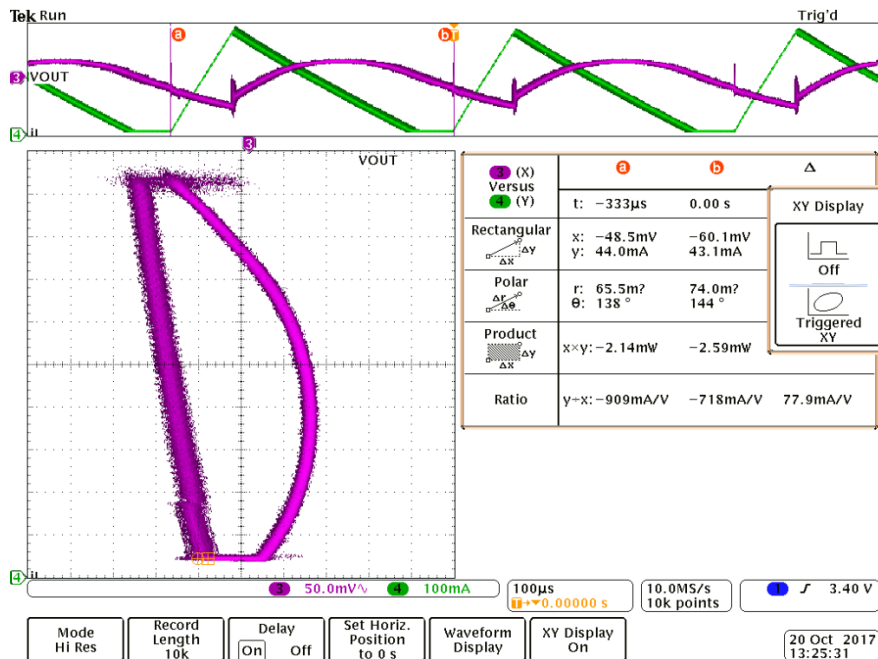 Tek Run Trig'd
a b T
3 VOUT
4 iL
3
VOUT
4 iL
3 (X)
Versus
4 (Y)
a b Δ
t: -333µs 0.00 s
Rectangular
Δy
Δx
x: -48.5mV -60.1mV
y: 44.0mA 43.1mA
Polar
Δr
Δθ
r: 65.5m? 74.0m?
θ: 138 ° 144 °
Product
Δy
Δx
x×y: -2.14mW -2.59mW
Ratio y÷x: -909mA/V -718mA/V 77.9mA/V
XY Display
Off
Triggered
XY
3 50.0mV∿ 4 100mA
100µs
T→▼0.00000 s
10.0MS/s
10k points
1 ƒ 3.40 V
Mode
Hi Res
Record
Length
10k
Delay
On Off
Set Horiz.
Position
to 0 s
Waveform
Display
XY Display
On
20 Oct 2017
13:25:31